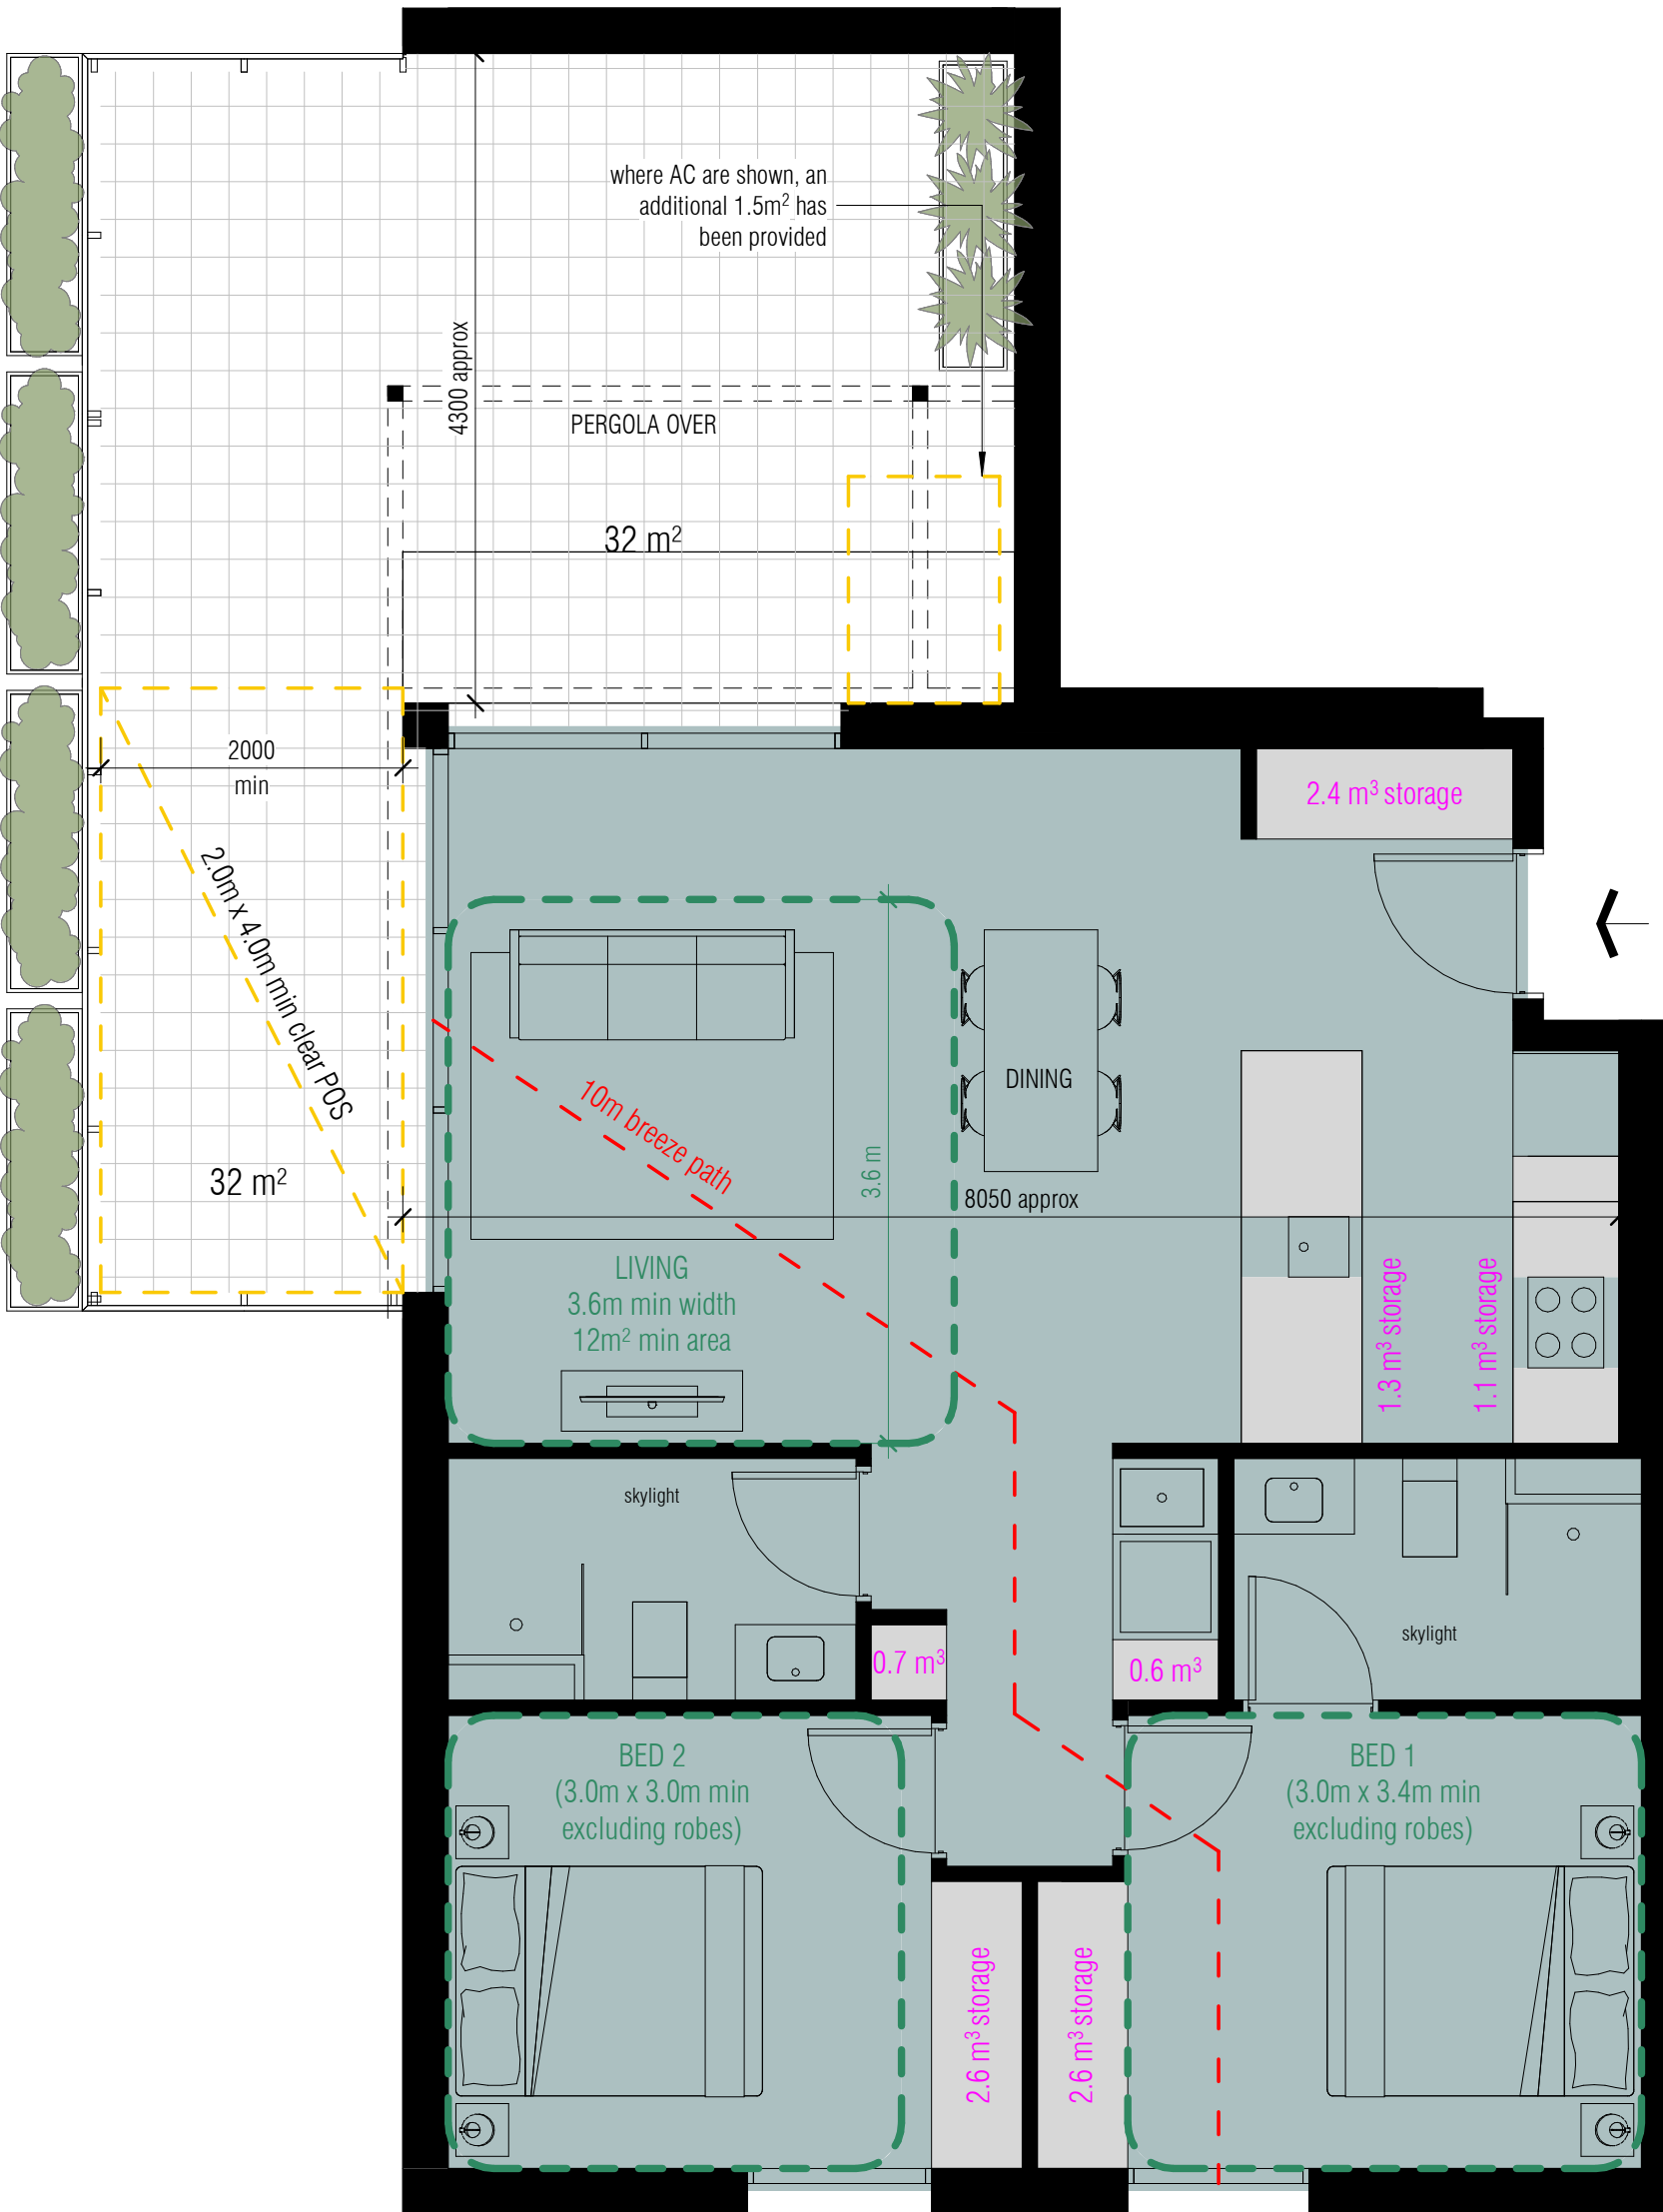 where AC are shown, an
additional 1.5m² has
been provided
4300 approx
PERGOLA OVER
32 m²
2000
min
2.4 m³ storage
2.0m x 4.0m min clear POS
DINING
10m breeze path
3.6 m
32 m²
8050 approx
LIVING
3.6m min width
12m² min area
1.3 m³ storage
1.1 m³ storage
skylight
skylight
0.7 m³
0.6 m³
BED 2
(3.0m x 3.0m min
excluding robes)
BED 1
(3.0m x 3.4m min
excluding robes)
2.6 m³ storage
2.6 m³ storage